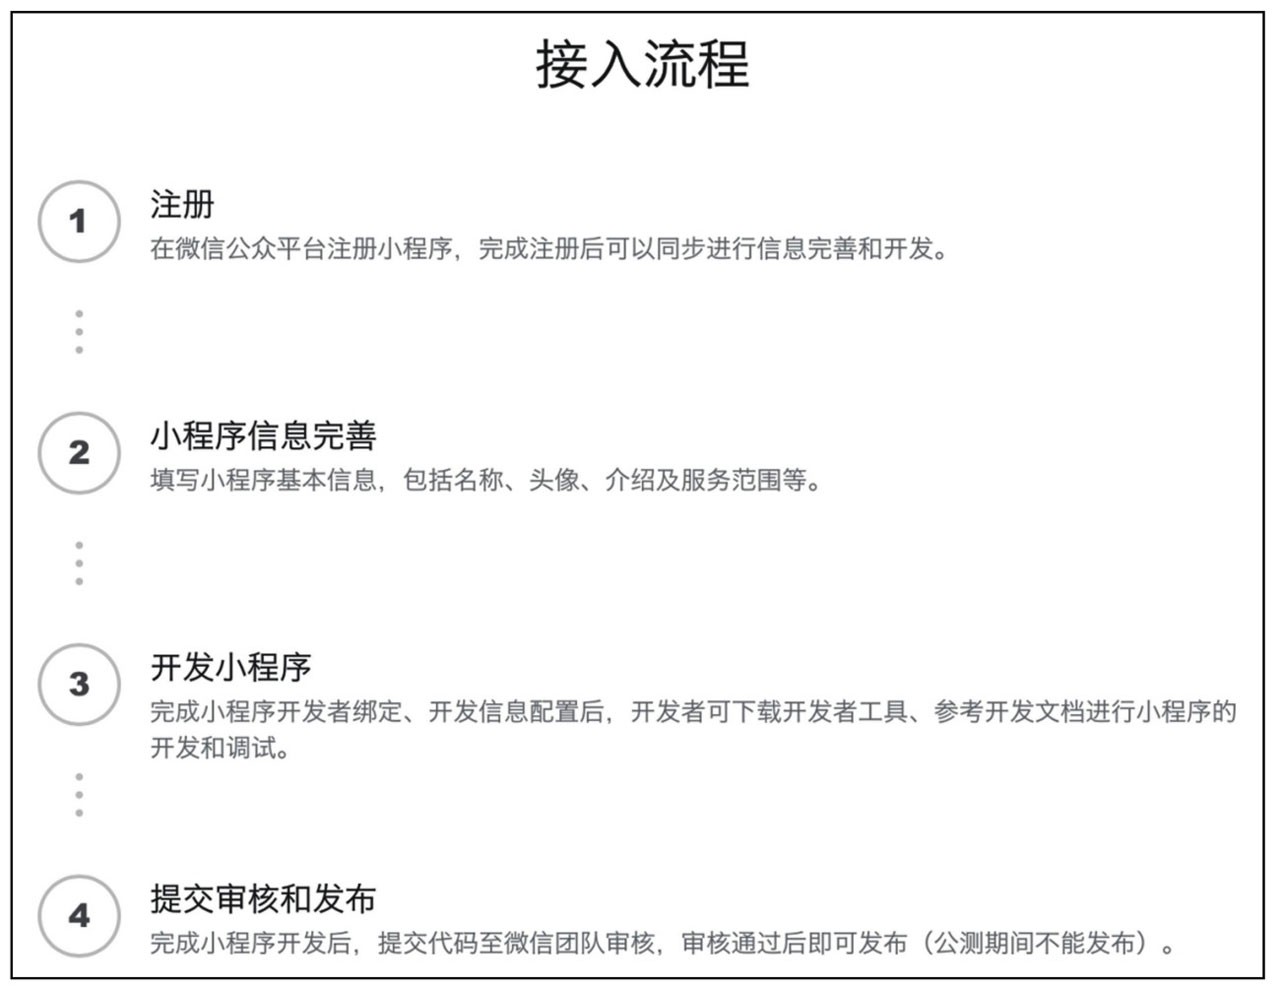 接入流程
1
注册
在微信公众平台注册小程序，完成注册后可以同步进行信息完善和开发。
2
小程序信息完善
填写小程序基本信息，包括名称、头像、介绍及服务范围等。
3
开发小程序
完成小程序开发者绑定、开发信息配置后，开发者可下载开发者工具、参考开发文档进行小程序的
开发和调试。
4
提交审核和发布
完成小程序开发后，提交代码至微信团队审核，审核通过后即可发布（公测期间不能发布）。